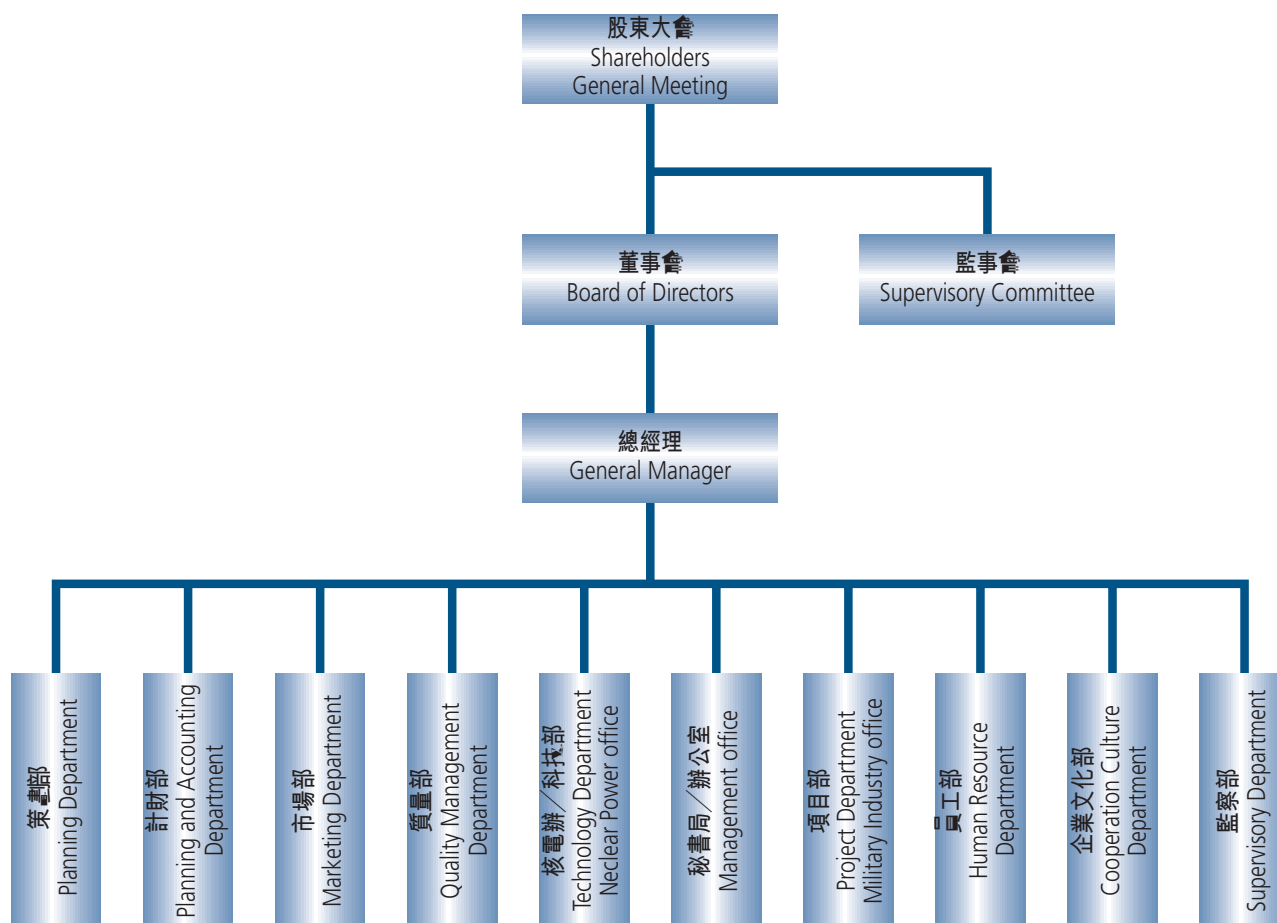 股東大會
Shareholders
General Meeting
董事會
Board of Directors
監事會
Supervisory Committee
總經理
General Manager
策劃部
Planning Department
計財部
Planning and Accounting
Department
市場部
Marketing Department
質量部
Quality Management
Department
核電辦／科技部
Technology Department
Neclear Power office
秘書局／辦公室
Management office
項目部
Project Department
Military Industry office
員工部
Human Resource
Department
企業文化部
Cooperation Culture
Department
監察部
Supervisory Department